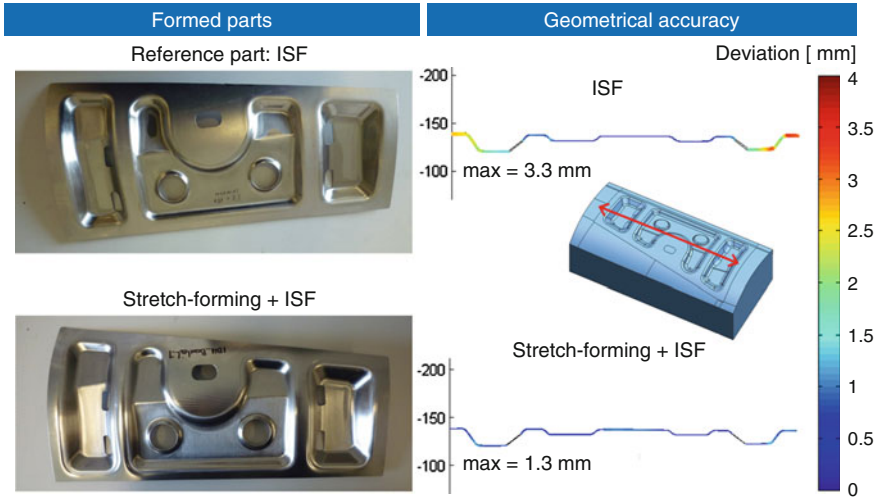 Formed parts
Geometrical accuracy
Reference part: ISF
Deviation [ mm]
ISF
-200
-150
-100
max = 3.3 mm
Stretch-forming + ISF
Stretch-forming + ISF
-200
-150
-100
max = 1.3 mm
4
3.5
3
2.5
2
1.5
1
0.5
0